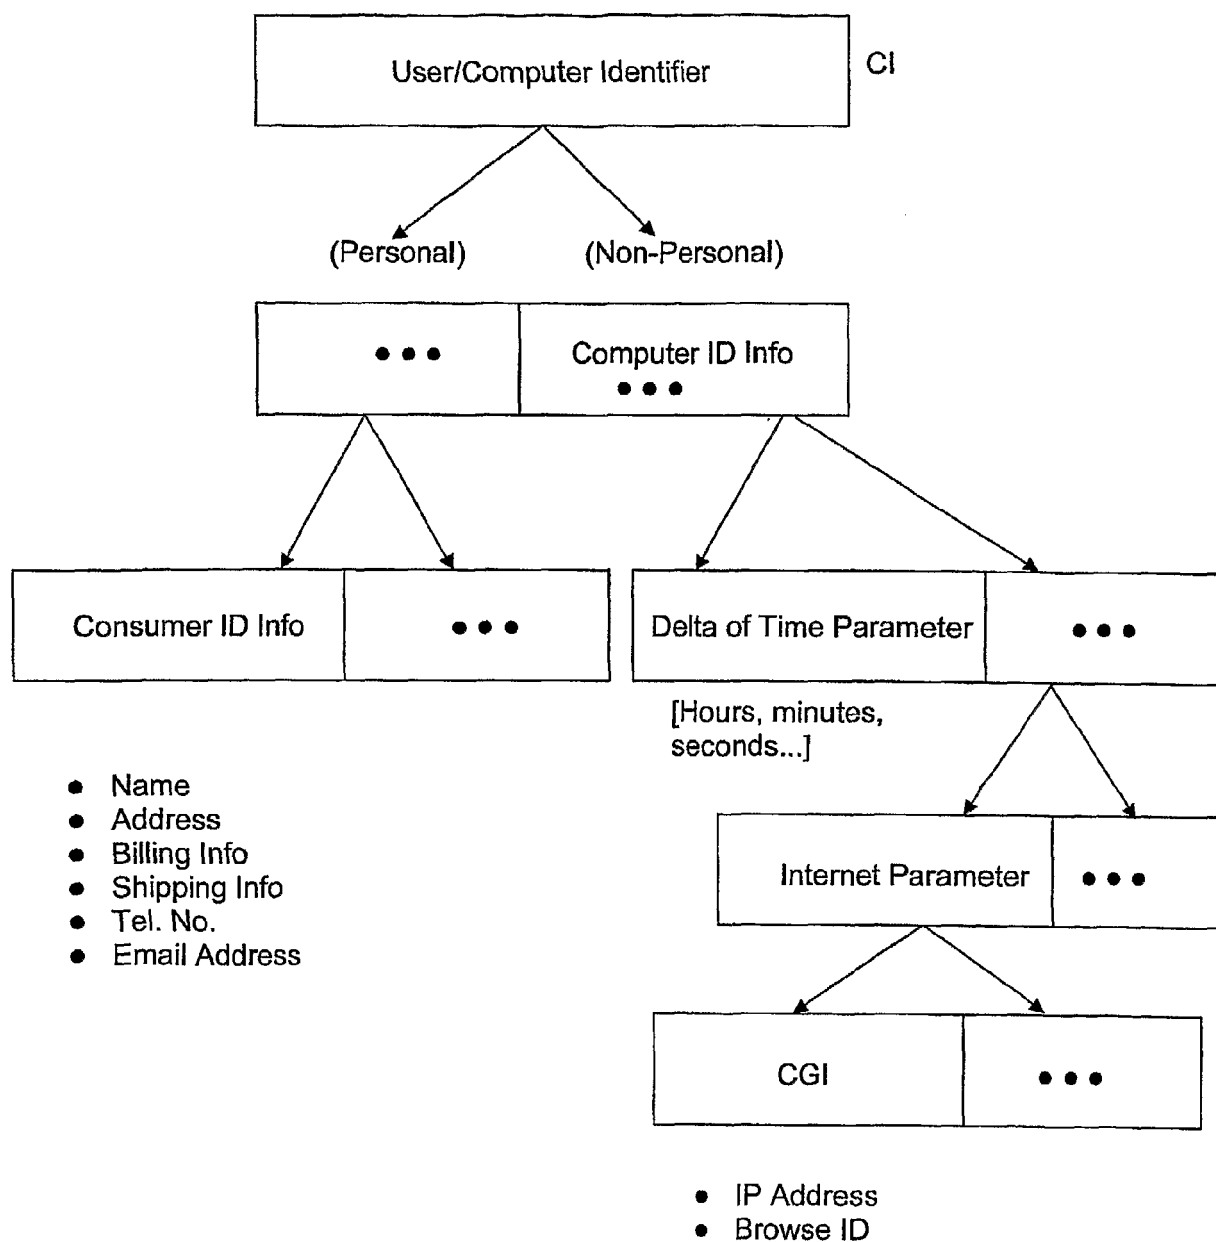 User/Computer Identifier
CI
(Personal)
(Non-Personal)
• • •
Computer ID Info
• • •
Consumer ID Info
• • •
Delta of Time Parameter
• • •
[Hours, minutes,
seconds...]
• Name
• Address
• Billing Info
• Shipping Info
• Tel. No.
• Email Address
Internet Parameter
• • •
CGI
• • •
• IP Address
• Browse ID